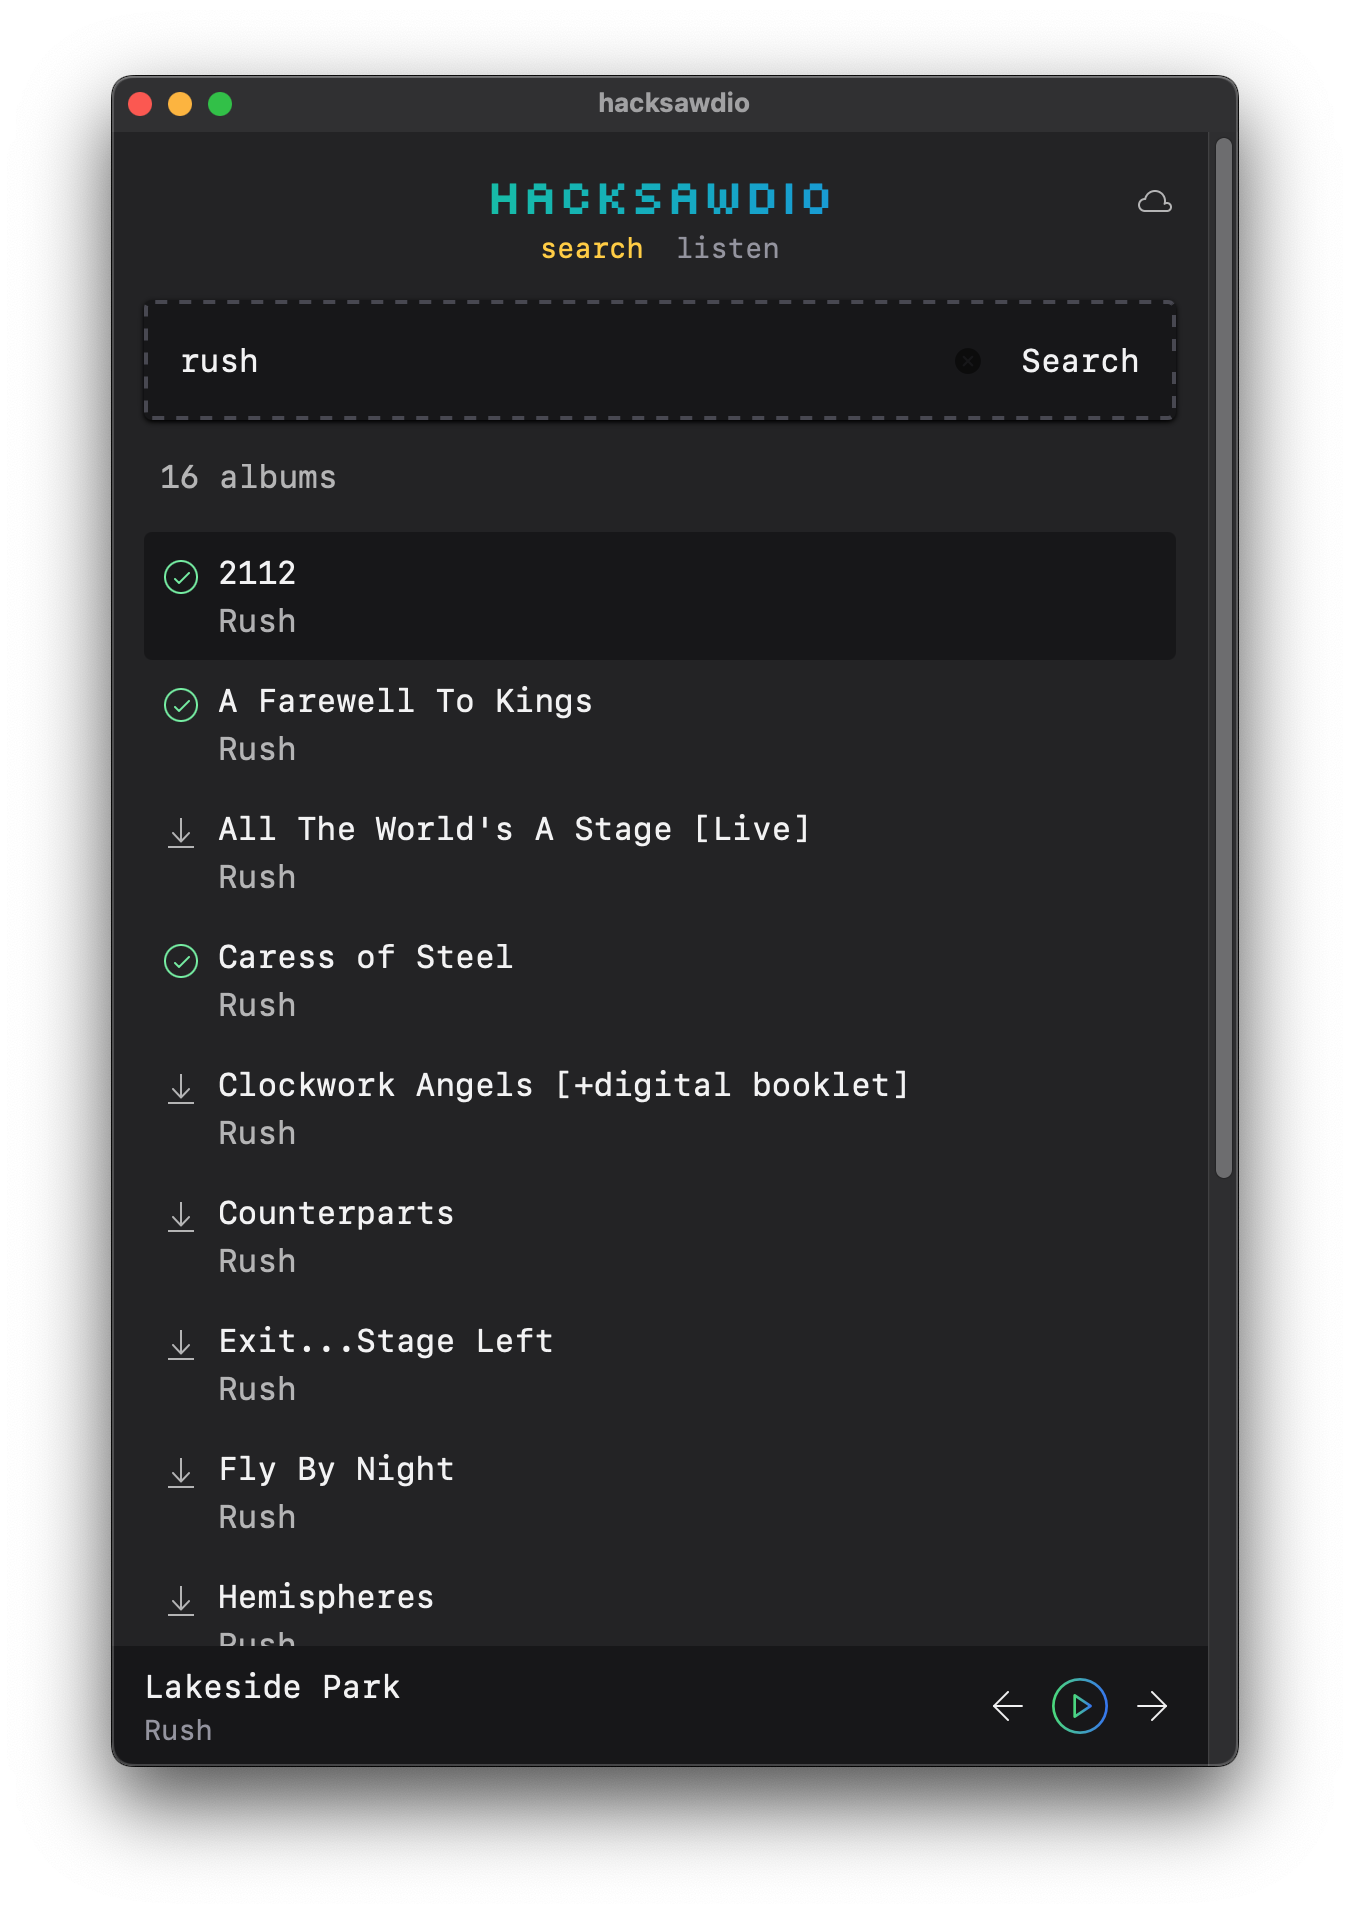 hacksawdio
HACKSAWDIO
search listen
rush Search
16 albums
2112
Rush
A Farewell To Kings
Rush
All The World's A Stage [Live]
Rush
Caress of Steel
Rush
Clockwork Angels [+digital booklet]
Rush
Counterparts
Rush
Exit...Stage Left
Rush
Fly By Night
Rush
Hemispheres
Rush
Lakeside Park
Rush